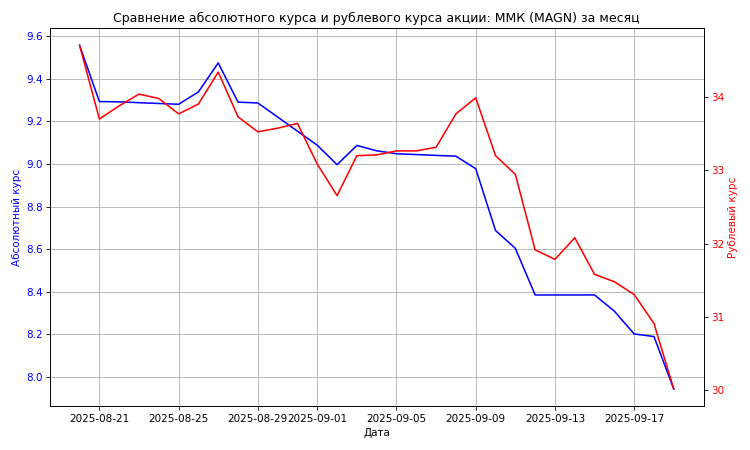 Сравнение абсолютного курса и рублевого курса акции: ММК (MAGN) за месяц
9.6
9.4
9.2
9.0
8.8
8.6
8.4
8.2
8.0
Абсолютный курс
34
33
32
31
30
Рублевый курс
2025-08-21 2025-08-25 2025-08-29 2025-09-01 2025-09-05 2025-09-09 2025-09-13 2025-09-17
Дата